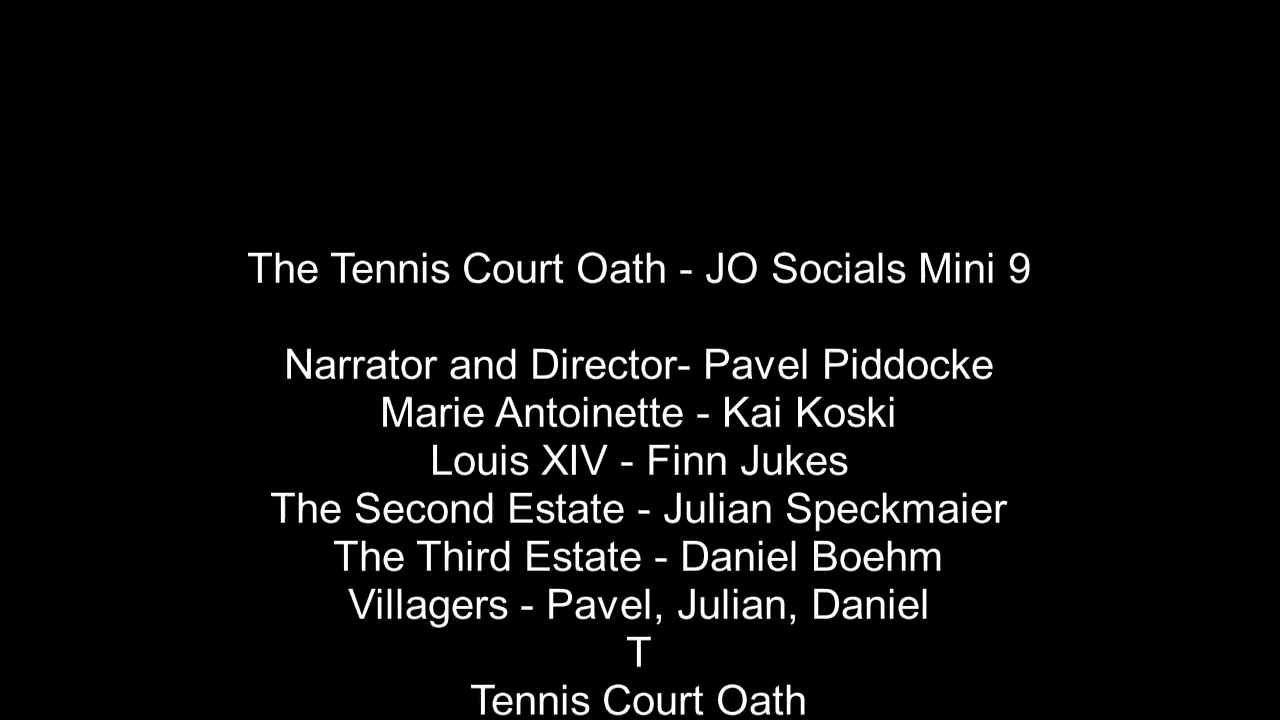 The Tennis Court Oath - JO Socials Mini 9
Narrator and Director- Pavel Piddocke
Marie Antoinette - Kai Koski
Louis XIV - Finn Jukes
The Second Estate - Julian Speckmaier
The Third Estate - Daniel Boehm
Villagers - Pavel, Julian, Daniel
T
Tennis Court Oath